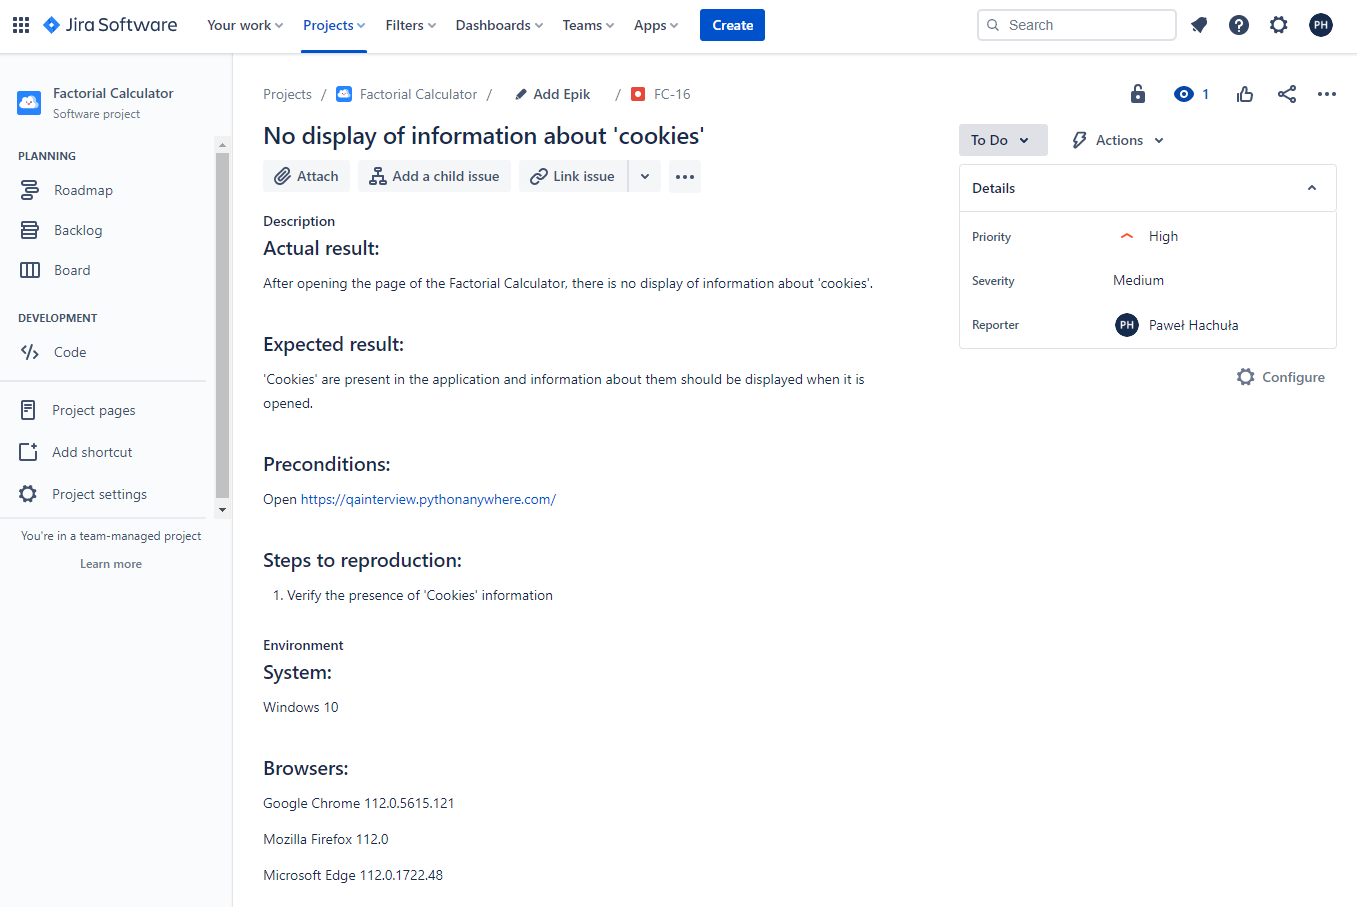 Jira Software
Your work
Projects
Filters
Dashboards
Teams
Apps
Create
Search
PH
Factorial Calculator
Software project
PLANNING
Roadmap
Backlog
Board
DEVELOPMENT
Code
Project pages
Add shortcut
Project settings
You're in a team-managed project
Learn more
Projects / Factorial Calculator / Add Epik / FC-16
1
No display of information about 'cookies'
Attach
Add a child issue
Link issue
Description
Actual result:
After opening the page of the Factorial Calculator, there is no display of information about 'cookies'.
Expected result:
'Cookies' are present in the application and information about them should be displayed when it is
opened.
Preconditions:
Open https://qainterview.pythonanywhere.com/
Steps to reproduction:
1. Verify the presence of 'Cookies' information
Environment
System:
Windows 10
Browsers:
Google Chrome 112.0.5615.121
Mozilla Firefox 112.0
Microsoft Edge 112.0.1722.48
To Do
Actions
Details
Priority
High
Severity
Medium
Reporter
PH Paweł Hachuła
Configure